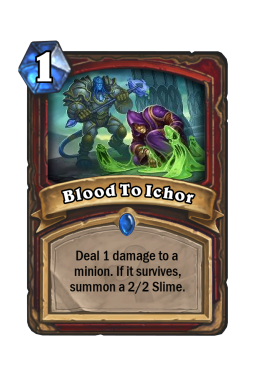 1
Blood To Ichor
Deal 1 damage to a
minion. If it survives,
summon a 2/2 Slime.